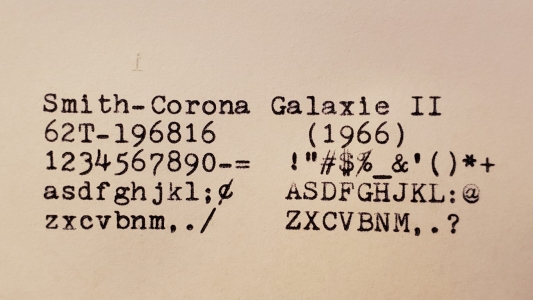 Smith-Corona Galaxie II
62T-196816 (1966)
1234567890-= !"#$%_&'()*+
asdfghjkl;¢ ASDFGHJKL:@
zxcvbnm,./ ZXCVBNM,.?